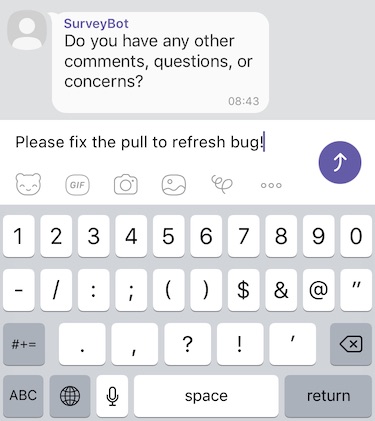 SurveyBot
Do you have any other
comments, questions, or
concerns?
08:43
Please fix the pull to refresh bug!
GIF
1 2 3 4 5 6 7 8 9 0
- / : ; ( ) $ & @ "
#+= . , ? ! '
ABC space return